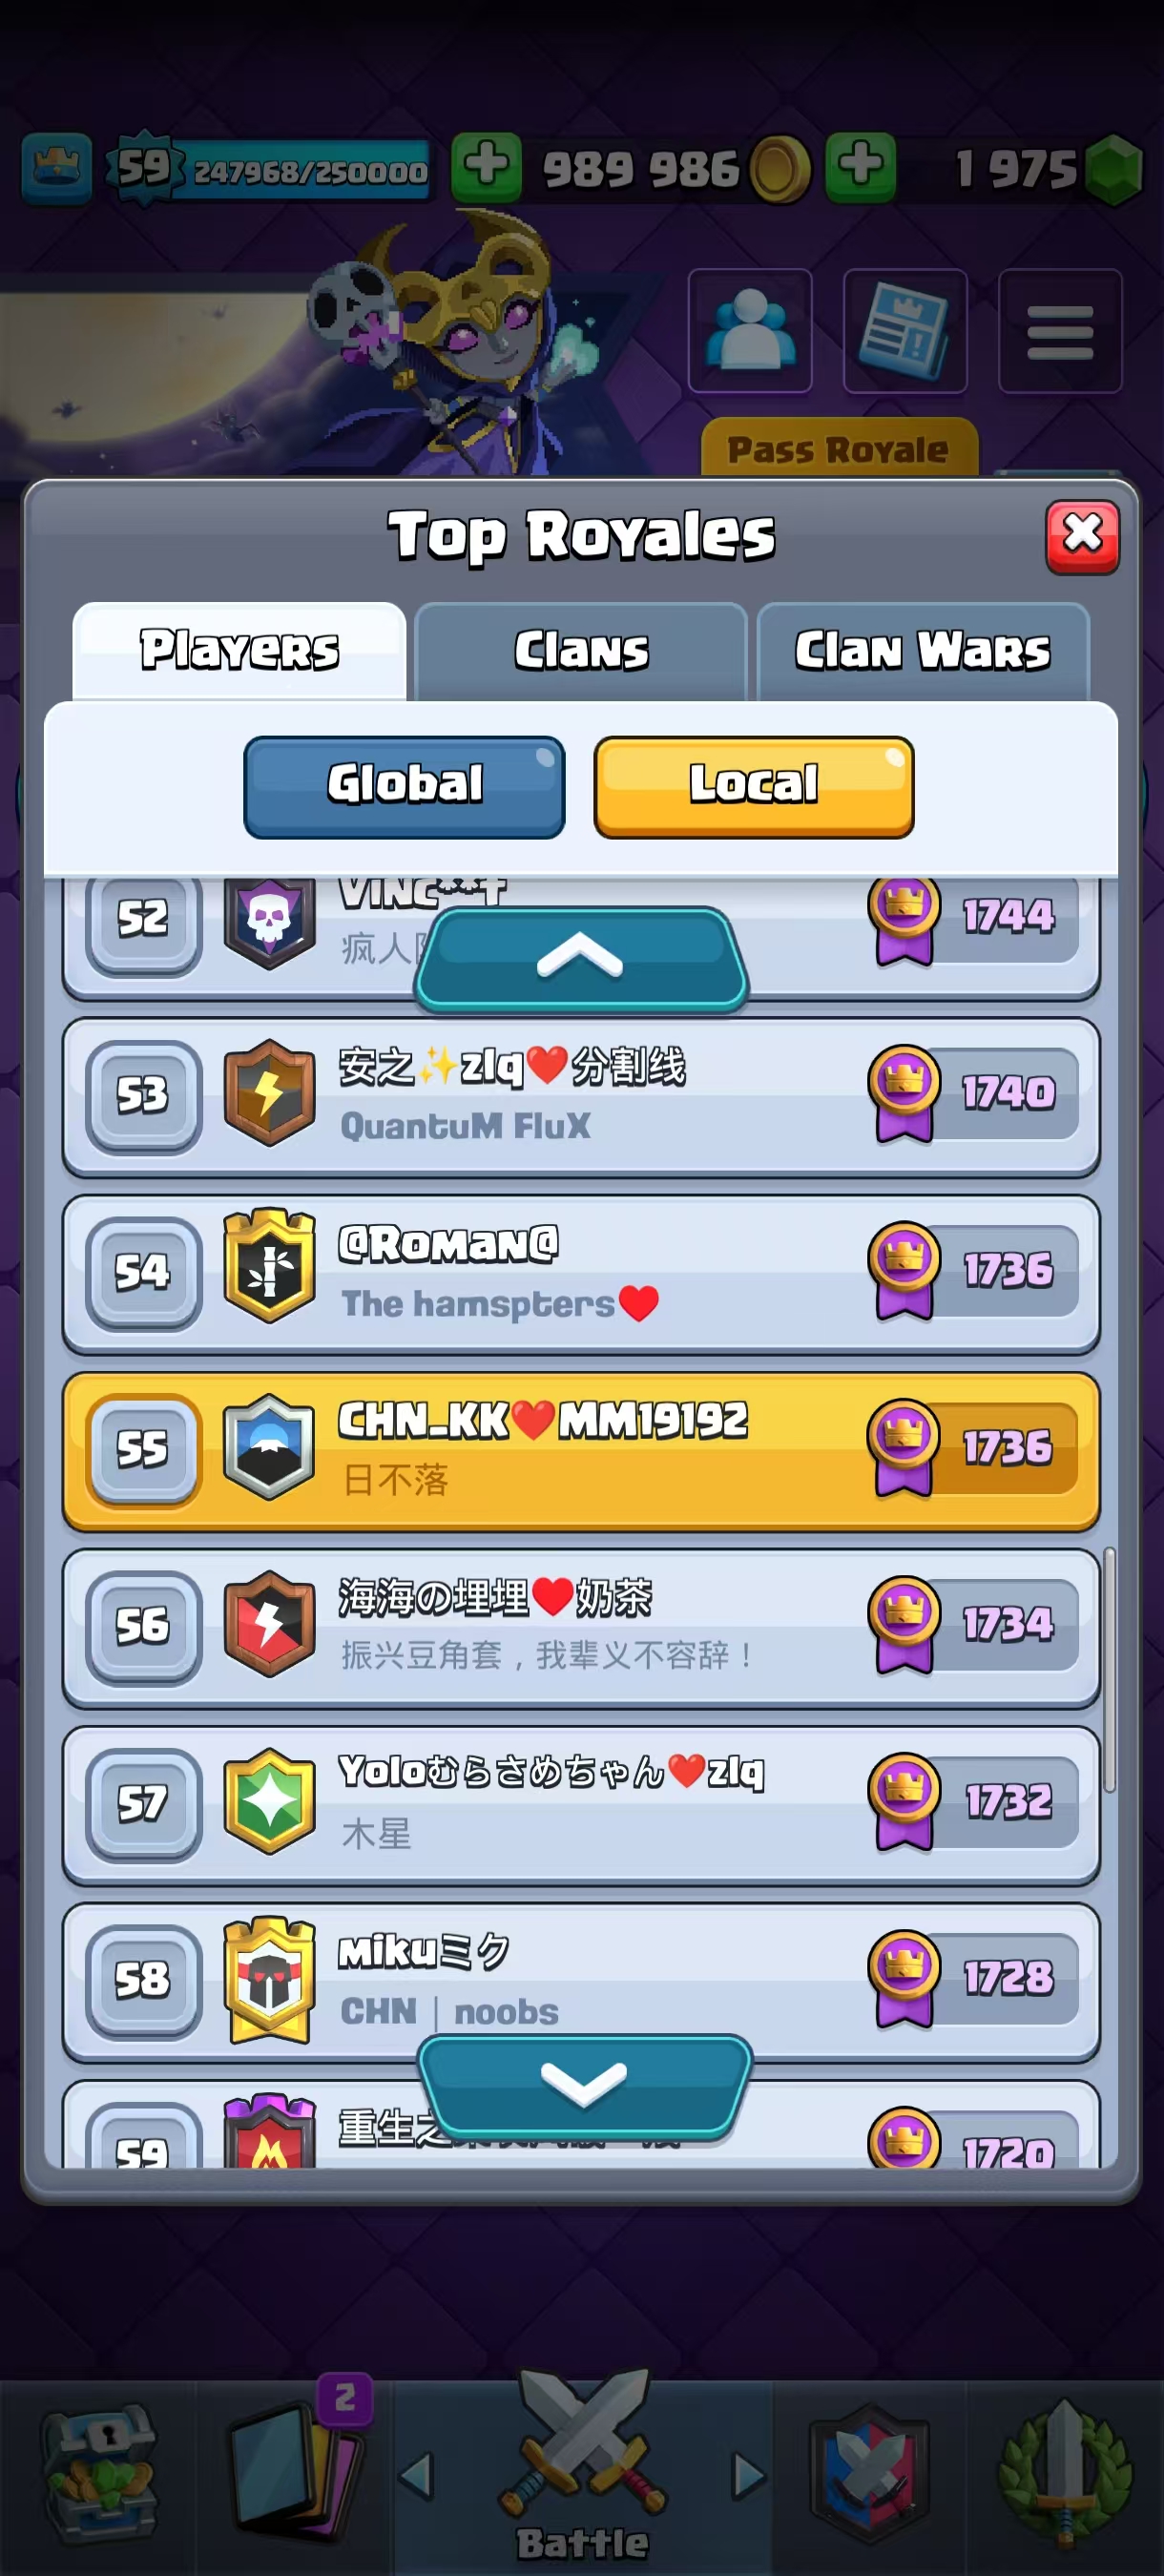 59
247968/250000
989 986
1 975
Pass Royale
Top Royales
Players
Clans
Clan Wars
Global
Local
52
1744
疯人
53
安之✨zlq❤️分割线
QuantuM FluX
1740
54
@RoMan@
The hamspters❤️
1736
55
CHN_KK❤️MM19192
日不落
1736
56
海海の埋埋❤️奶茶
振兴豆角套，我辈义不容辞！
1734
57
Yoloむらさめちゃん❤️zlq
木星
1732
58
Mikuミク
CHN｜noobs
1728
59
重生之
1720
2
Battle